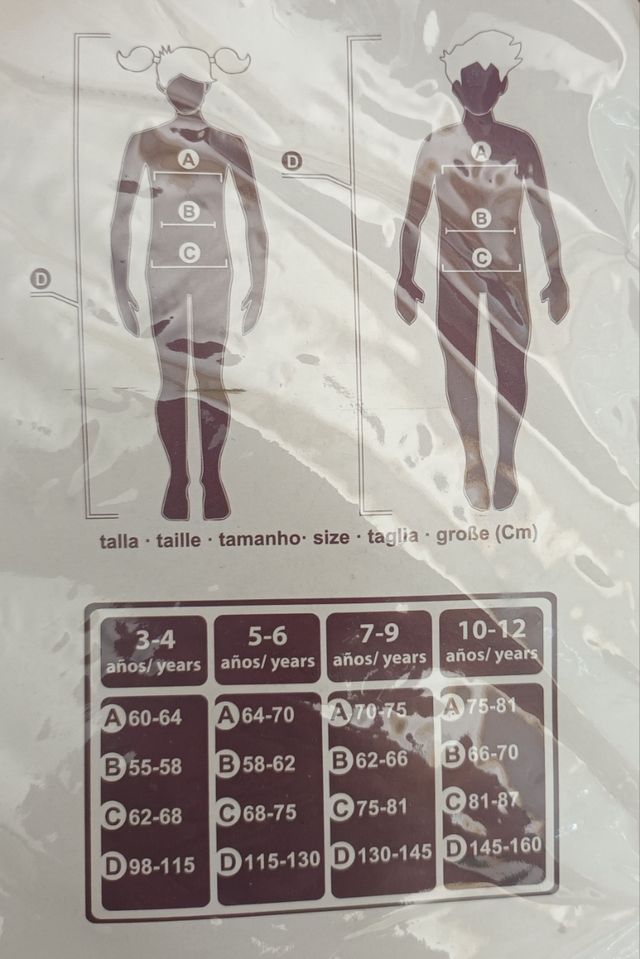 A
A
D
B
B
C
C
D
talla · taille · tamanho· size · taglia · große (Cm)
3-4 5-6 7-9 10-12
años/ years años/ years años/ years años/ years
A 60-64 A 64-70 A 70-75 A 75-81
B 55-58 B 58-62 B 62-66 B 66-70
C 62-68 C 68-75 C 75-81 C 81-87
D 98-115 D 115-130 D 130-145 D 145-160